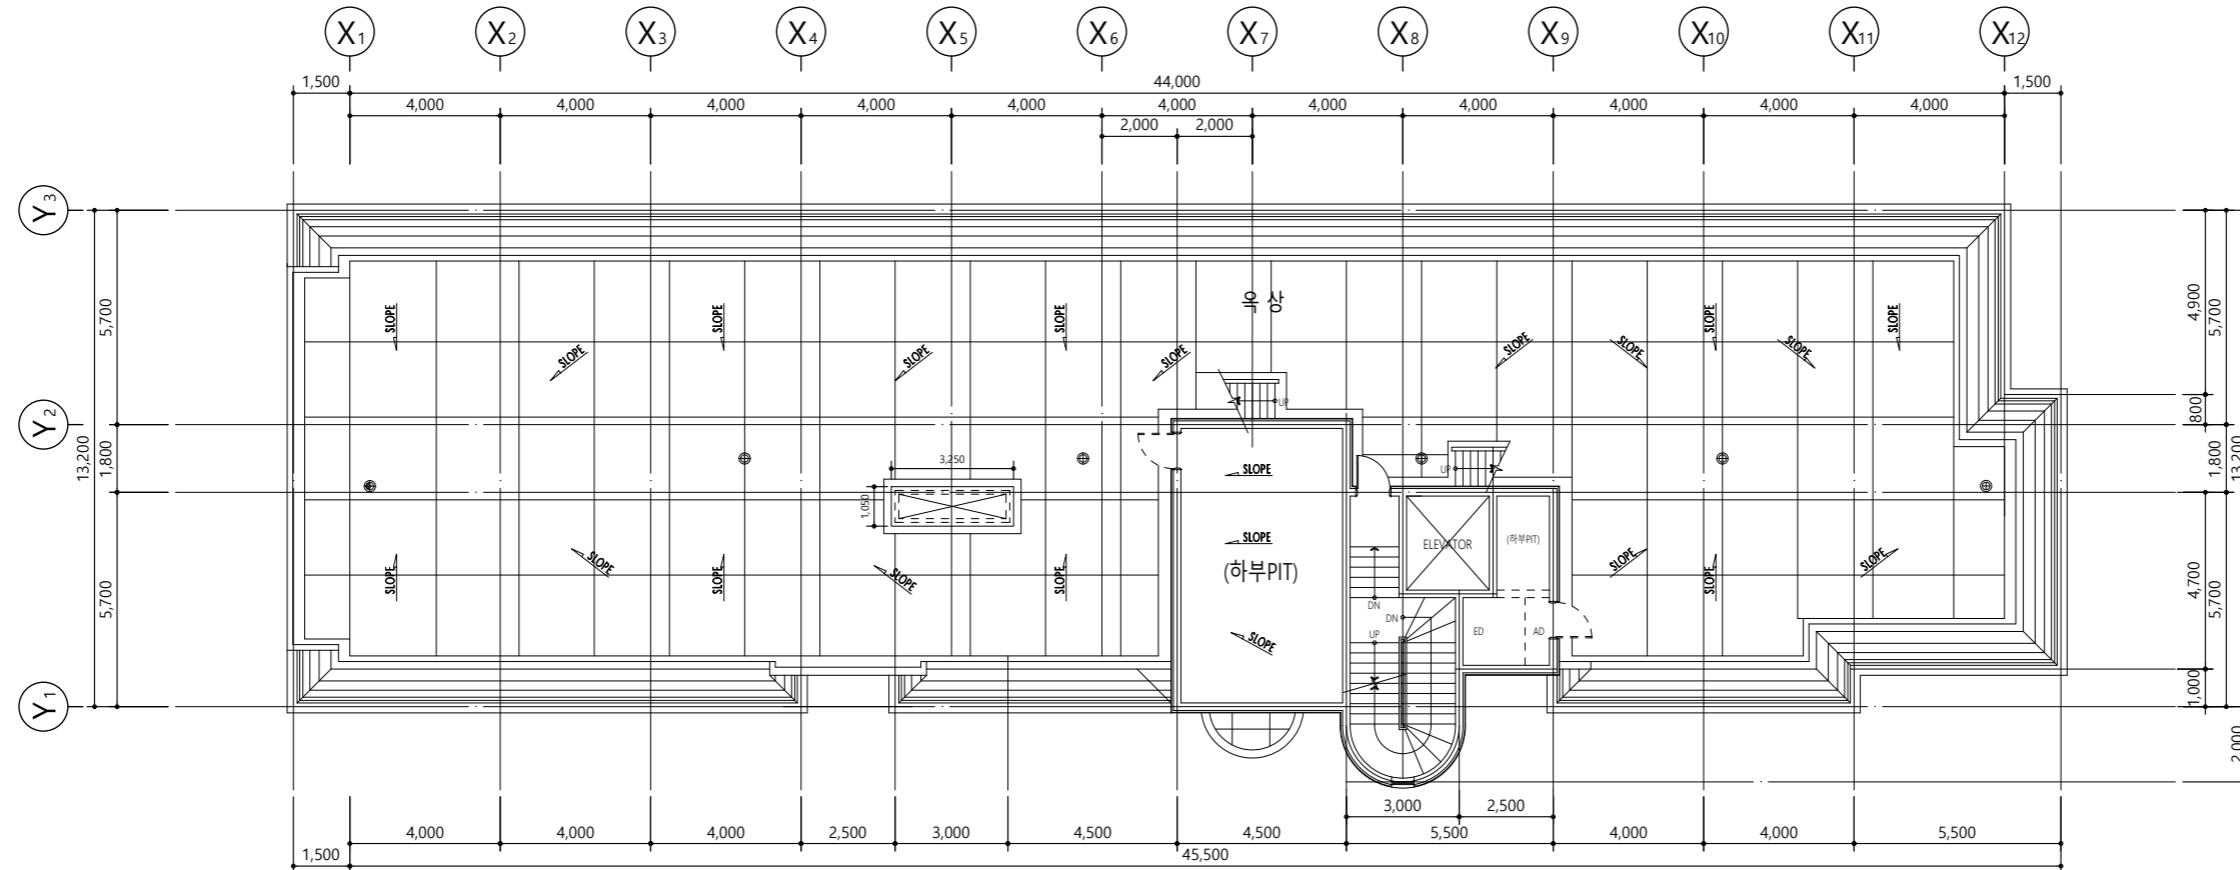 X1 X2 X3 X4 X5 X6 X7 X8 X9 X10 X11 X12
1,500 44,000 1,500
4,000 4,000 4,000 4,000 4,000 4,000 4,000 4,000 4,000 4,000 4,000
2,000 2,000
Y3
Y2
Y1
5,700
1,800
5,700
13,200
옥상
SLOPE SLOPE SLOPE SLOPE SLOPE
SLOPE SLOPE SLOPE SLOPE SLOPE SLOPE SLOPE
UP
UP
3,250
1,050
SLOPE
SLOPE
(하부PIT)
SLOPE
ELEVATOR
(하부PIT)
SLOPE SLOPE SLOPE SLOPE SLOPE SLOPE SLOPE SLOPE
DN
DN
UP
ED
AD
4,900
5,700
800
1,800
13,200
4,700
5,700
1,000
2,000
3,000 2,500
4,000 4,000 4,000 2,500 3,000 4,500 4,500 5,500 4,000 4,000 5,500
1,500 45,500